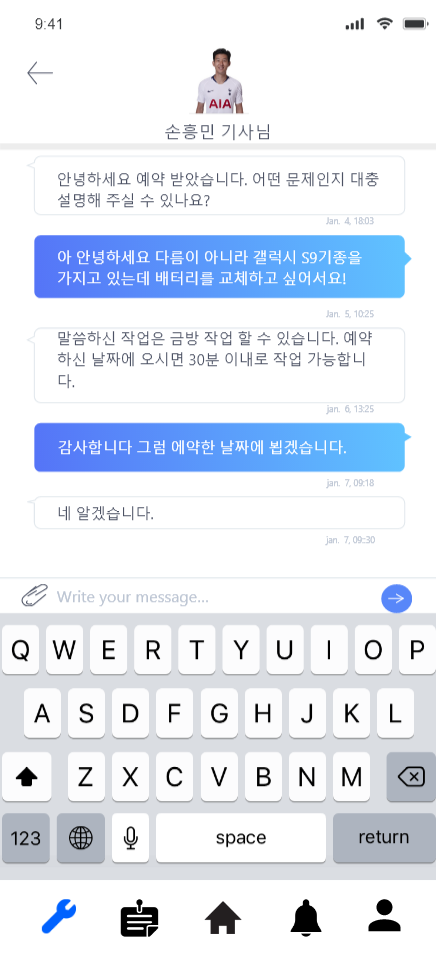 9:41
AIA
손흥민 기사님
안녕하세요 예약 받았습니다. 어떤 문제인지 대충
설명해 주실 수 있나요?
Jan. 4, 18:03
아 안녕하세요 다름이 아니라 갤럭시 S9기종을
가지고 있는데 배터리를 교체하고 싶어서요!
Jan. 5, 10:25
말씀하신 작업은 금방 작업 할 수 있습니다. 예약
하신 날짜에 오시면 30분 이내로 작업 가능합니
다.
jan. 6, 13:25
감사합니다 그럼 에약한 날짜에 뵙겠습니다.
jan. 7, 09:18
네 알겠습니다.
jan. 7, 09::30
Write your message...
Q W E R T Y U I O P
A S D F G H J K L
Z X C V B N M
123 space return